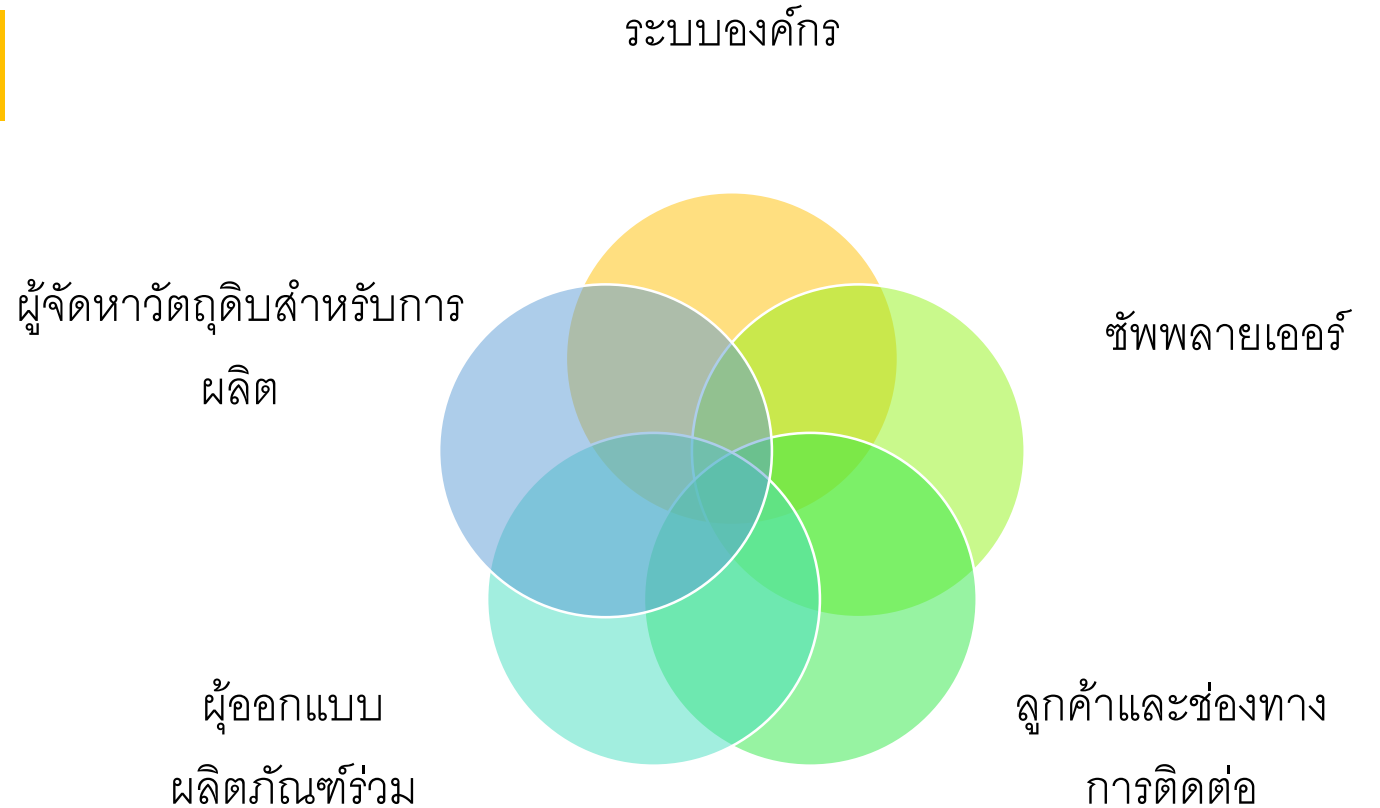 ระบบองค์กร
ผู้จัดหาวัตถุดิบสำหรับการ
ผลิต
ซัพพลายเออร์
ผุ้ออกแบบ
ผลิตภัณฑ์ร่วม
ลูกค้าและช่องทาง
การติดต่อ